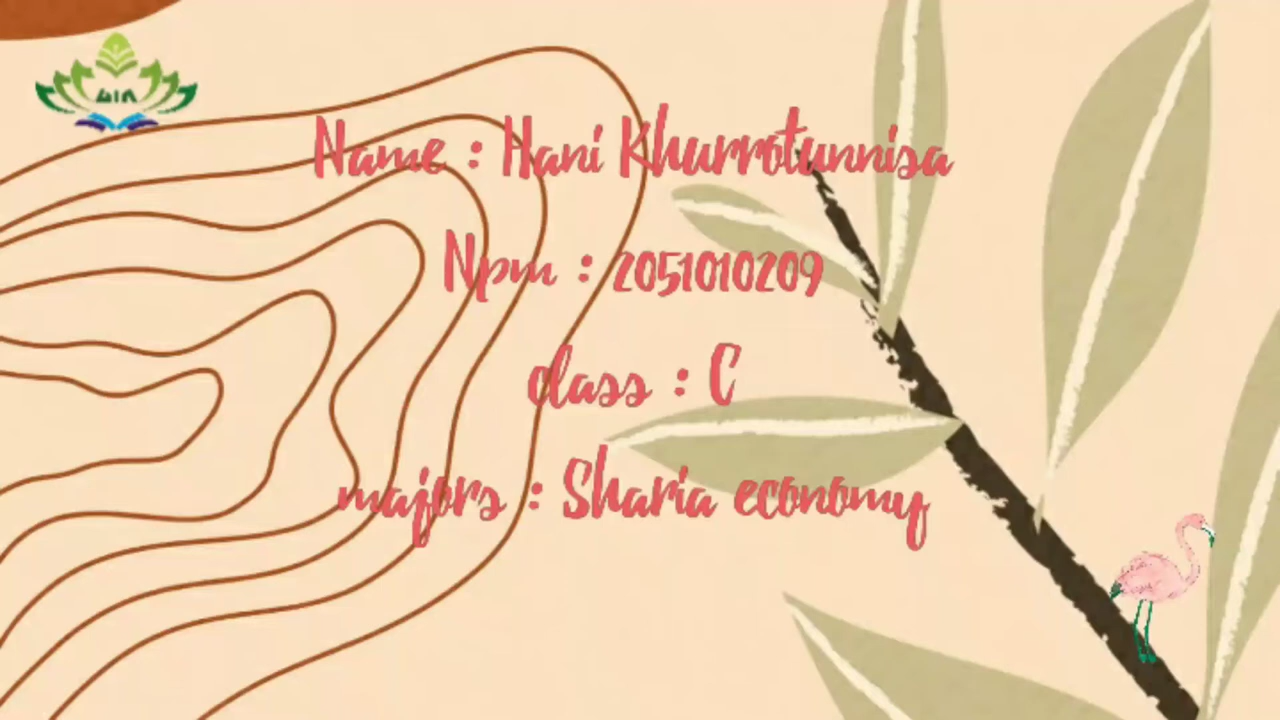 Name : Hani Khurrotunnisa
Npm : 2051010209
class : C
majors : Sharia economy